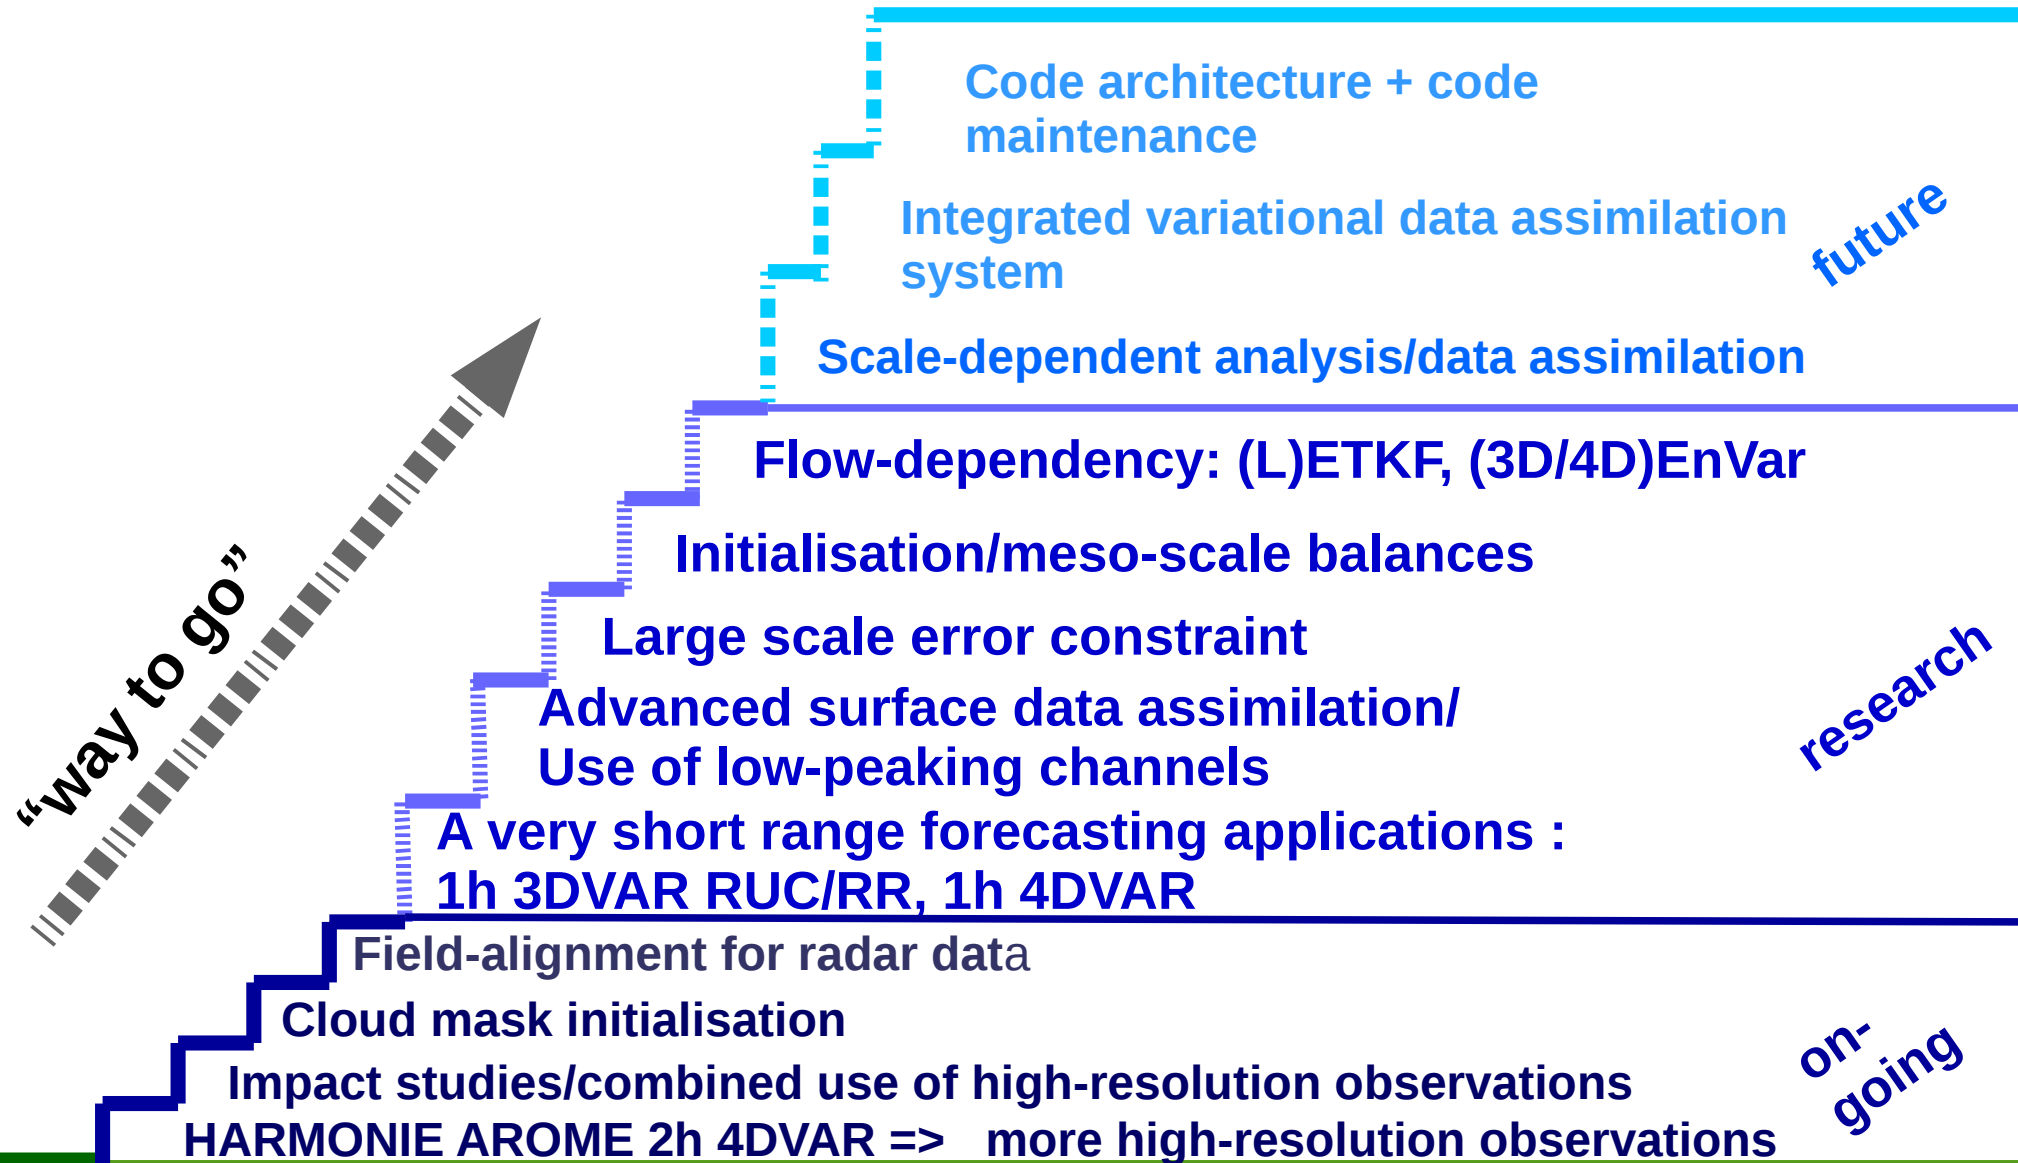 Code architecture + code
maintenance
Integrated variational data assimilation
system
future
Scale-dependent analysis/data assimilation
Flow-dependency: (L)ETKF, (3D/4D)EnVar
Initialisation/meso-scale balances
Large scale error constraint
“way to go”
research
Advanced surface data assimilation/
Use of low-peaking channels
A very short range forecasting applications :
1h 3DVAR RUC/RR, 1h 4DVAR
Field-alignment for radar data
Cloud mask initialisation
on-
going
Impact studies/combined use of high-resolution observations
HARMONIE AROME 2h 4DVAR => more high-resolution observations